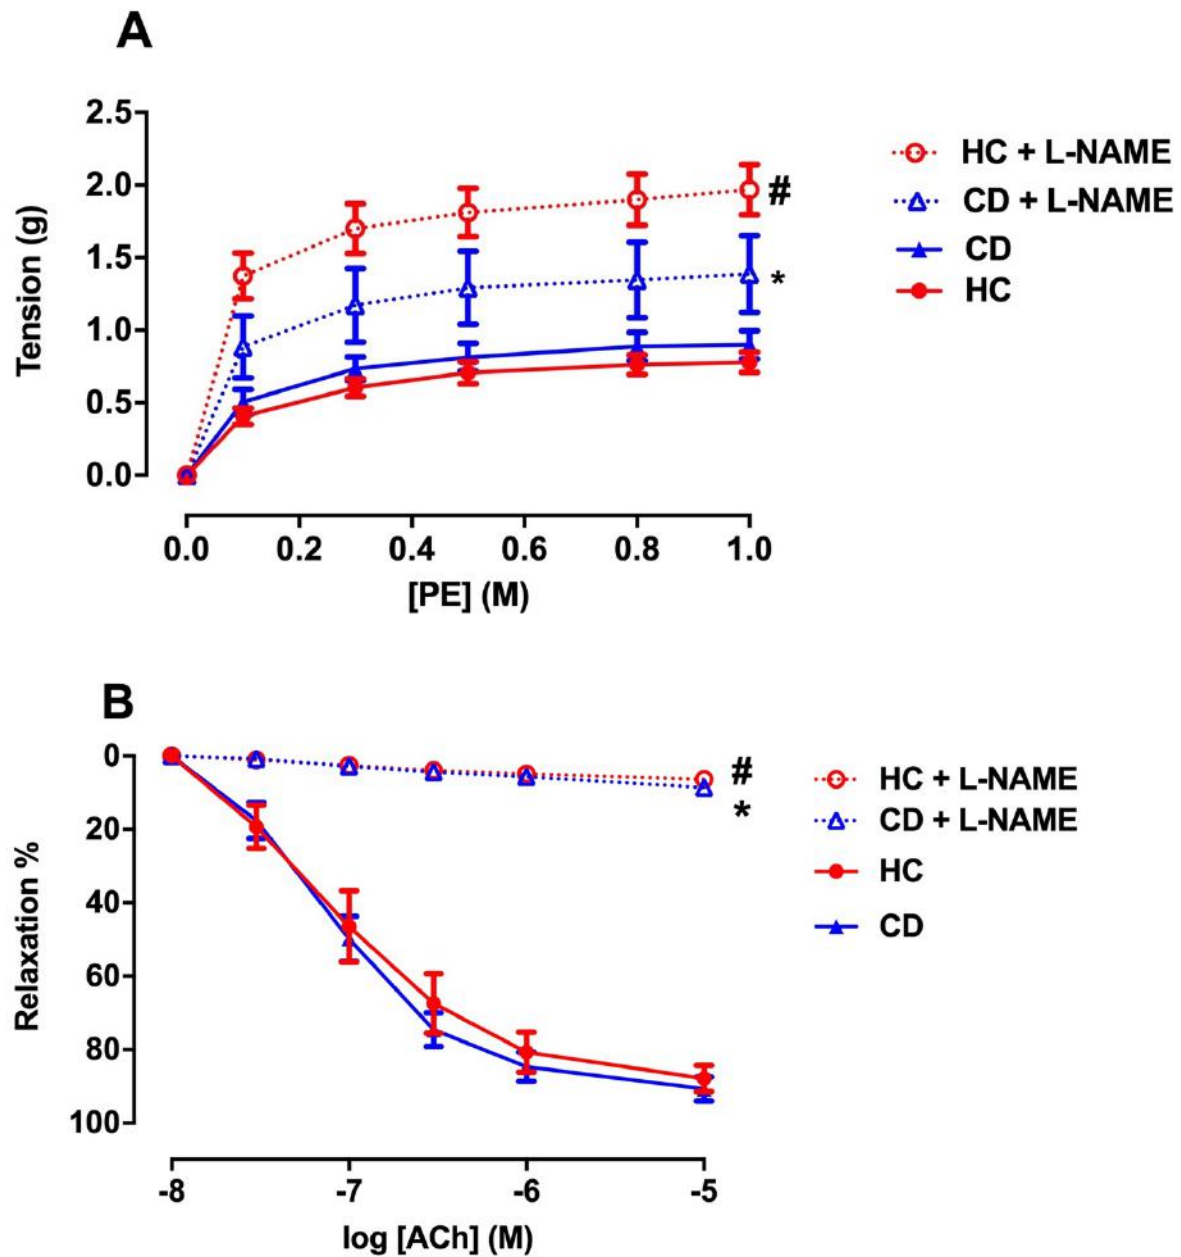 A
2.5
2.0
1.5
1.0
0.5
0.0
Tension (g)
0.0 0.2 0.4 0.6 0.8 1.0
[PE] (M)
#
*
HC + L-NAME
CD + L-NAME
CD
HC
B
0
20
40
60
80
100
Relaxation %
-8 -7 -6 -5
log [ACh] (M)
#
*
HC + L-NAME
CD + L-NAME
HC
CD